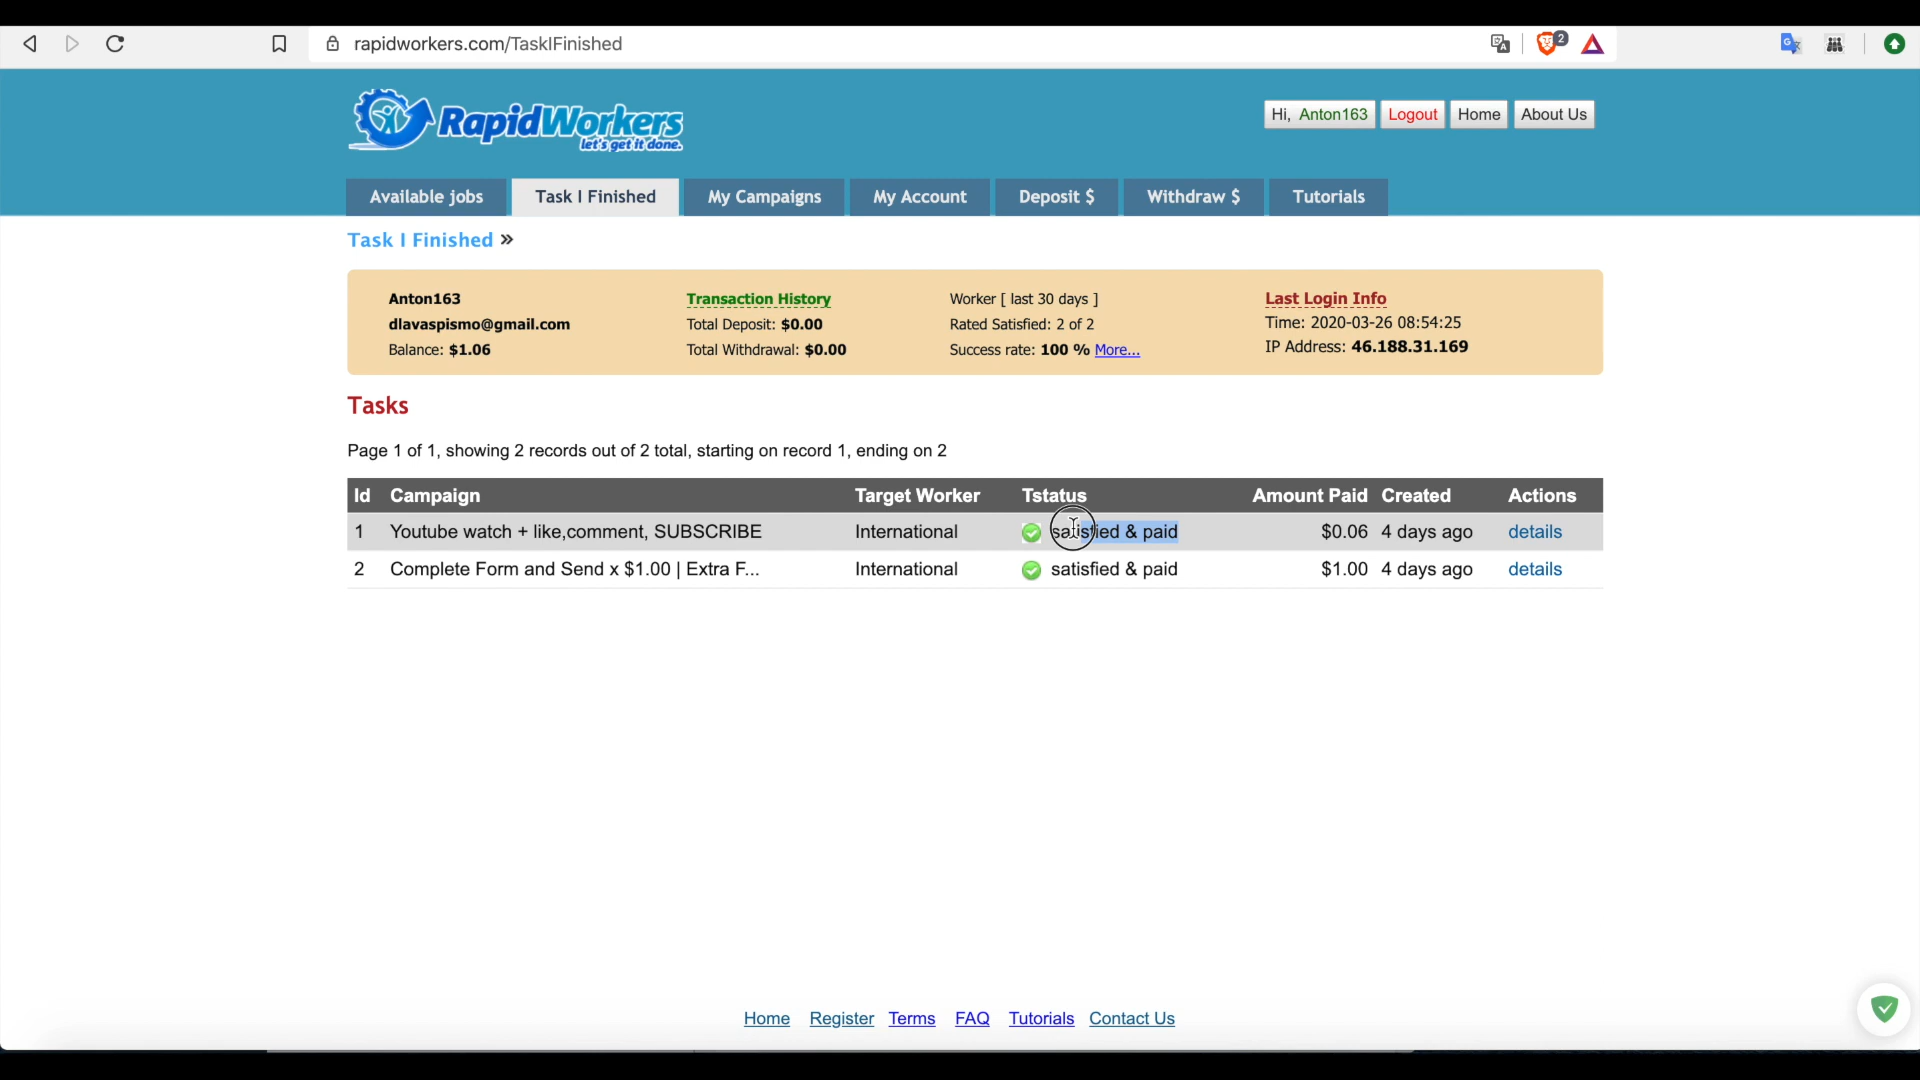 rapidworkers.com/TaskIFinished
2
RapidWorkers
let's get it done.
Hi, Anton163 Logout Home About Us
Available jobs Task I Finished My Campaigns My Account Deposit $ Withdraw $ Tutorials
Task I Finished »
Anton163 Transaction History Worker [ last 30 days ] Last Login Info
dlavaspismo@gmail.com Total Deposit: $0.00 Rated Satisfied: 2 of 2 Time: 2020-03-26 08:54:25
Balance: $1.06 Total Withdrawal: $0.00 Success rate: 100 % More... IP Address: 46.188.31.169
Tasks
Page 1 of 1, showing 2 records out of 2 total, starting on record 1, ending on 2
Id Campaign Target Worker Tstatus Amount Paid Created Actions
1 Youtube watch + like,comment, SUBSCRIBE International satisfied & paid $0.06 4 days ago details
2 Complete Form and Send x $1.00 | Extra F... International satisfied & paid $1.00 4 days ago details
Home Register Terms FAQ Tutorials Contact Us